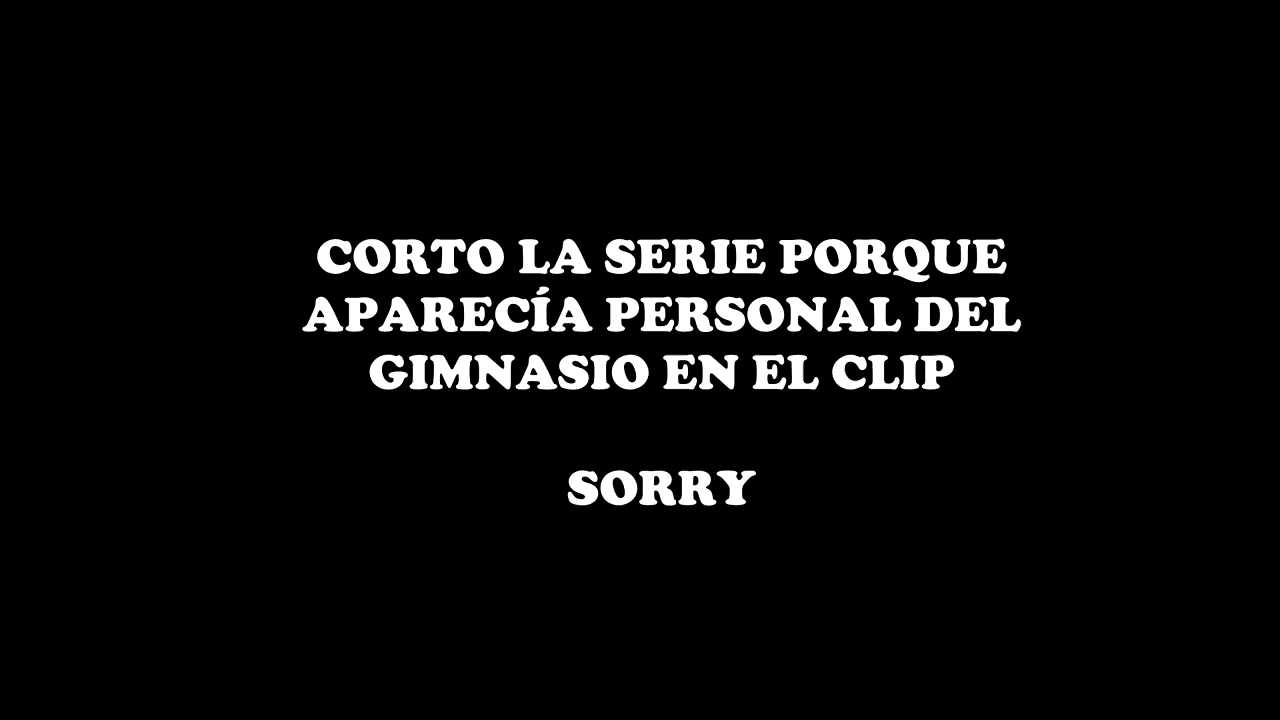 CORTO LA SERIE PORQUE
APARECÍA PERSONAL DEL
GIMNASIO EN EL CLIP
SORRY